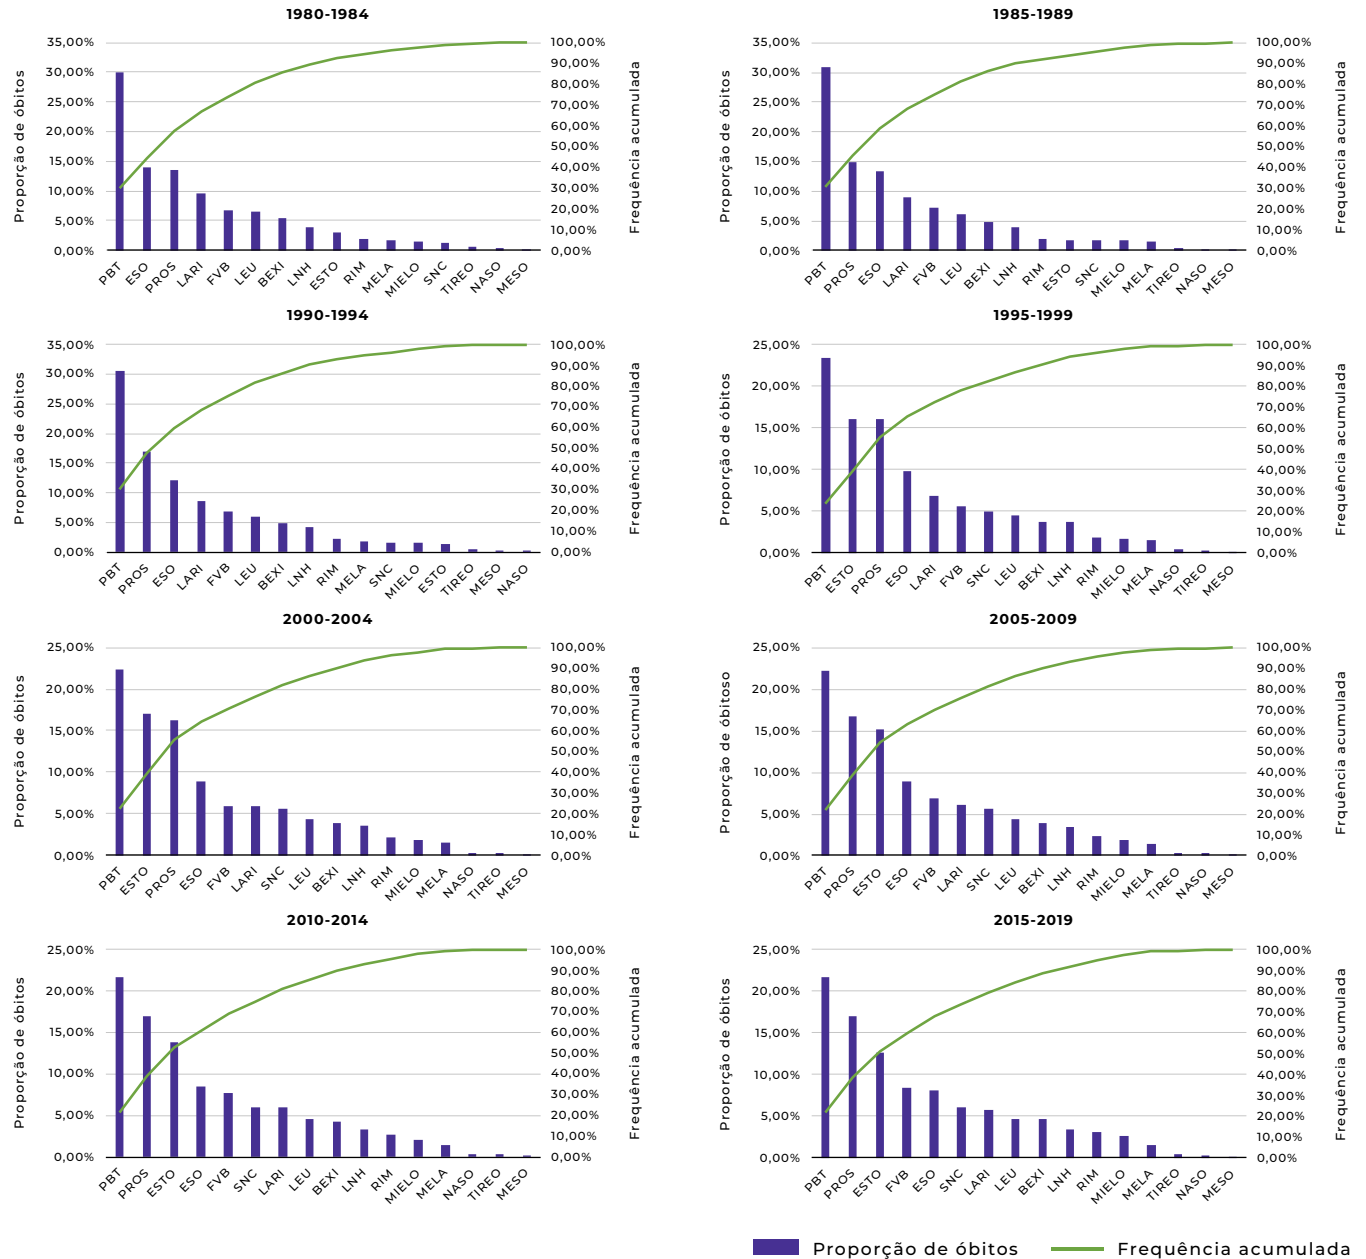 1980-1984
Proporção de óbitos
35,00%
30,00%
25,00%
20,00%
15,00%
10,00%
5,00%
0,00%
100,00%
90,00%
80,00%
70,00%
60,00%
50,00%
40,00%
30,00%
20,00%
10,00%
0,00%
Frequência acumulada
PBT
ESO
PROS
LARI
FVB
LEU
BEXI
LNH
ESTO
RIM
MELA
MIELO
SNC
TIREO
NASO
MESO
1985-1989
Proporção de óbitos
35,00%
30,00%
25,00%
20,00%
15,00%
10,00%
5,00%
0,00%
100,00%
90,00%
80,00%
70,00%
60,00%
50,00%
40,00%
30,00%
20,00%
10,00%
0,00%
Frequência acumulada
PBT
PROS
ESO
LARI
FVB
LEU
BEXI
LNH
RIM
ESTO
SNC
MIELO
MELA
TIREO
NASO
MESO
1990-1994
Proporção de óbitos
35,00%
30,00%
25,00%
20,00%
15,00%
10,00%
5,00%
0,00%
100,00%
90,00%
80,00%
70,00%
60,00%
50,00%
40,00%
30,00%
20,00%
10,00%
0,00%
Frequência acumulada
PBT
PROS
ESO
LARI
FVB
LEU
BEXI
LNH
RIM
MELA
SNC
MIELO
ESTO
TIREO
MESO
NASO
1995-1999
Proporção de óbitos
25,00%
20,00%
15,00%
10,00%
5,00%
0,00%
100,00%
90,00%
80,00%
70,00%
60,00%
50,00%
40,00%
30,00%
20,00%
10,00%
0,00%
Frequência acumulada
PBT
ESTO
PROS
ESO
LARI
FVB
SNC
LEU
BEXI
LNH
RIM
MIELO
MELA
NASO
TIREO
MESO
2000-2004
Proporção de óbitos
25,00%
20,00%
15,00%
10,00%
5,00%
0,00%
100,00%
90,00%
80,00%
70,00%
60,00%
50,00%
40,00%
30,00%
20,00%
10,00%
0,00%
Frequência acumulada
PBT
ESTO
PROS
ESO
FVB
LARI
SNC
LEU
BEXI
LNH
RIM
MIELO
MELA
NASO
TIREO
MESO
2005-2009
Proporção de óbitoso
25,00%
20,00%
15,00%
10,00%
5,00%
0,00%
100,00%
90,00%
80,00%
70,00%
60,00%
50,00%
40,00%
30,00%
20,00%
10,00%
0,00%
Frquência acumulada
PBT
PROS
ESTO
ESO
FVB
LARI
SNC
LEU
BEXI
LNH
RIM
MIELO
MELA
TIREO
NASO
MESO
2010-2014
Proporção de óbitos
25,00%
20,00%
15,00%
10,00%
5,00%
0,00%
100,00%
90,00%
80,00%
70,00%
60,00%
50,00%
40,00%
30,00%
20,00%
10,00%
0,00%
Frequência acumulada
PBT
PROS
ESTO
ESO
FVB
SNC
LARI
LEU
BEXI
LNH
RIM
MIELO
MELA
NASO
TIREO
MESO
2015-2019
Proporção de óbitos
25,00%
20,00%
15,00%
10,00%
5,00%
0,00%
100,00%
90,00%
80,00%
70,00%
60,00%
50,00%
40,00%
30,00%
20,00%
10,00%
0,00%
Frequência acumulada
PBT
PROS
ESTO
FVB
ESO
SNC
LARI
LEU
BEXI
LNH
RIM
MIELO
MELA
TIREO
NASO
MESO
Proporção de óbitos
Frequência acumulada